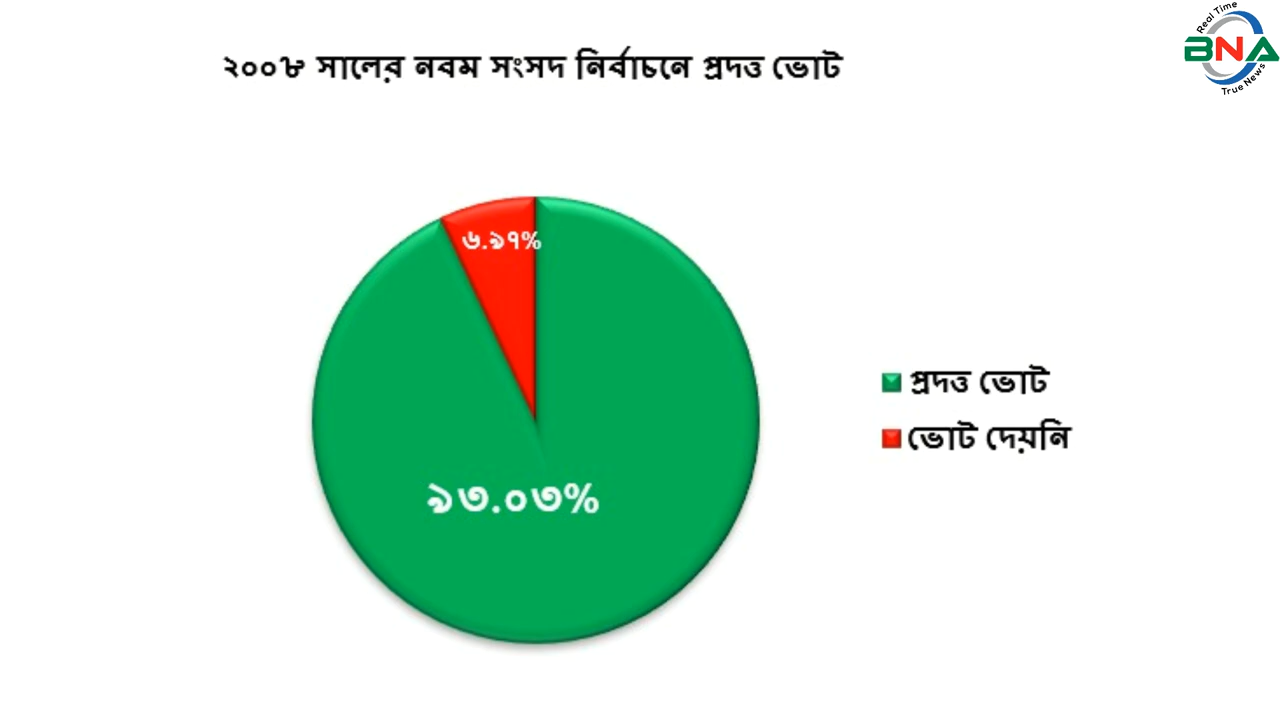 ২০০৮ সালের নবম সংসদ নির্বাচনে প্রদত্ত ভোট
Real Time
BNA
True News
৬.৯৭%
৯৩.০৩%
প্রদত্ত ভোট
ভোট দেয়নি